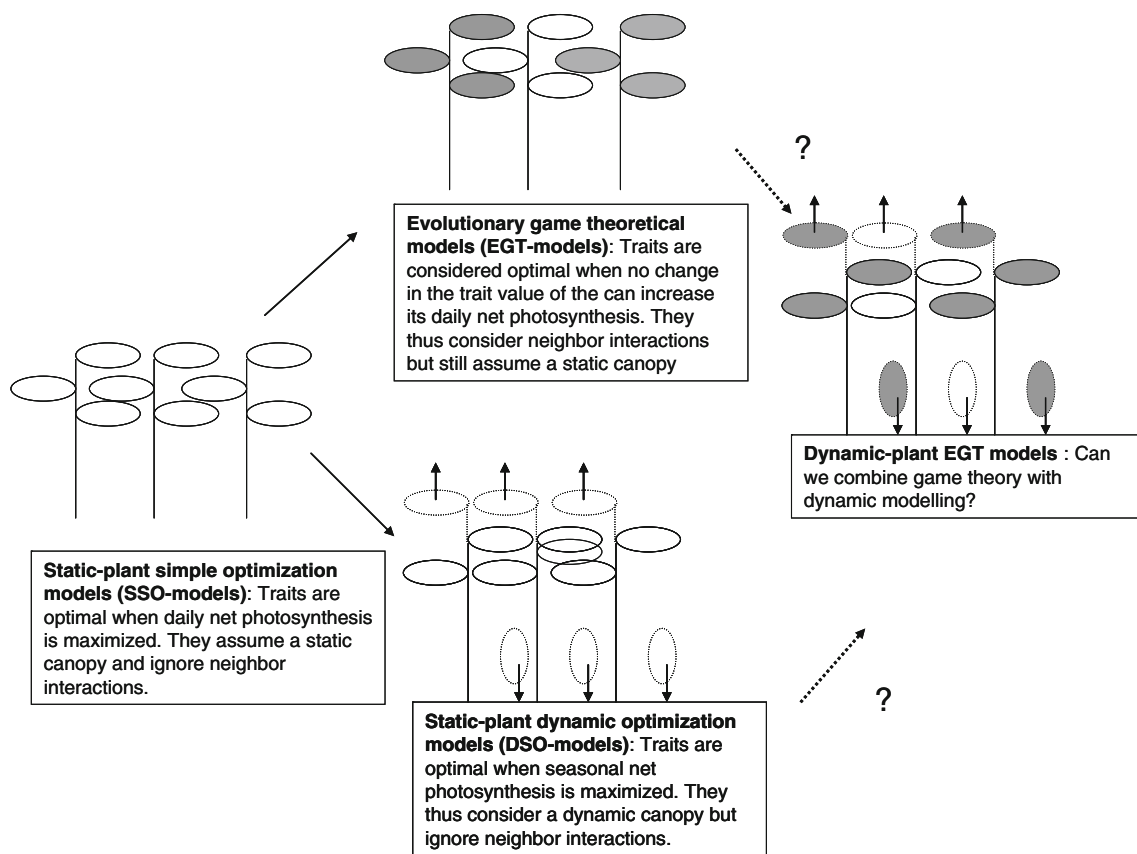 ?
Evolutionary game theoretical
models (EGT-models): Traits are
considered optimal when no change
in the trait value of the can increase
its daily net photosynthesis. They
thus consider neighbor interactions
but still assume a static canopy
Dynamic-plant EGT models : Can
we combine game theory with
dynamic modelling?
Static-plant simple optimization
models (SSO-models): Traits are
optimal when daily net photosynthesis
is maximized. They assume a static
canopy and ignore neighbor
interactions.
?
Static-plant dynamic optimization
models (DSO-models): Traits are
optimal when seasonal net
photosynthesis is maximized. They
thus consider a dynamic canopy but
ignore neighbor interactions.